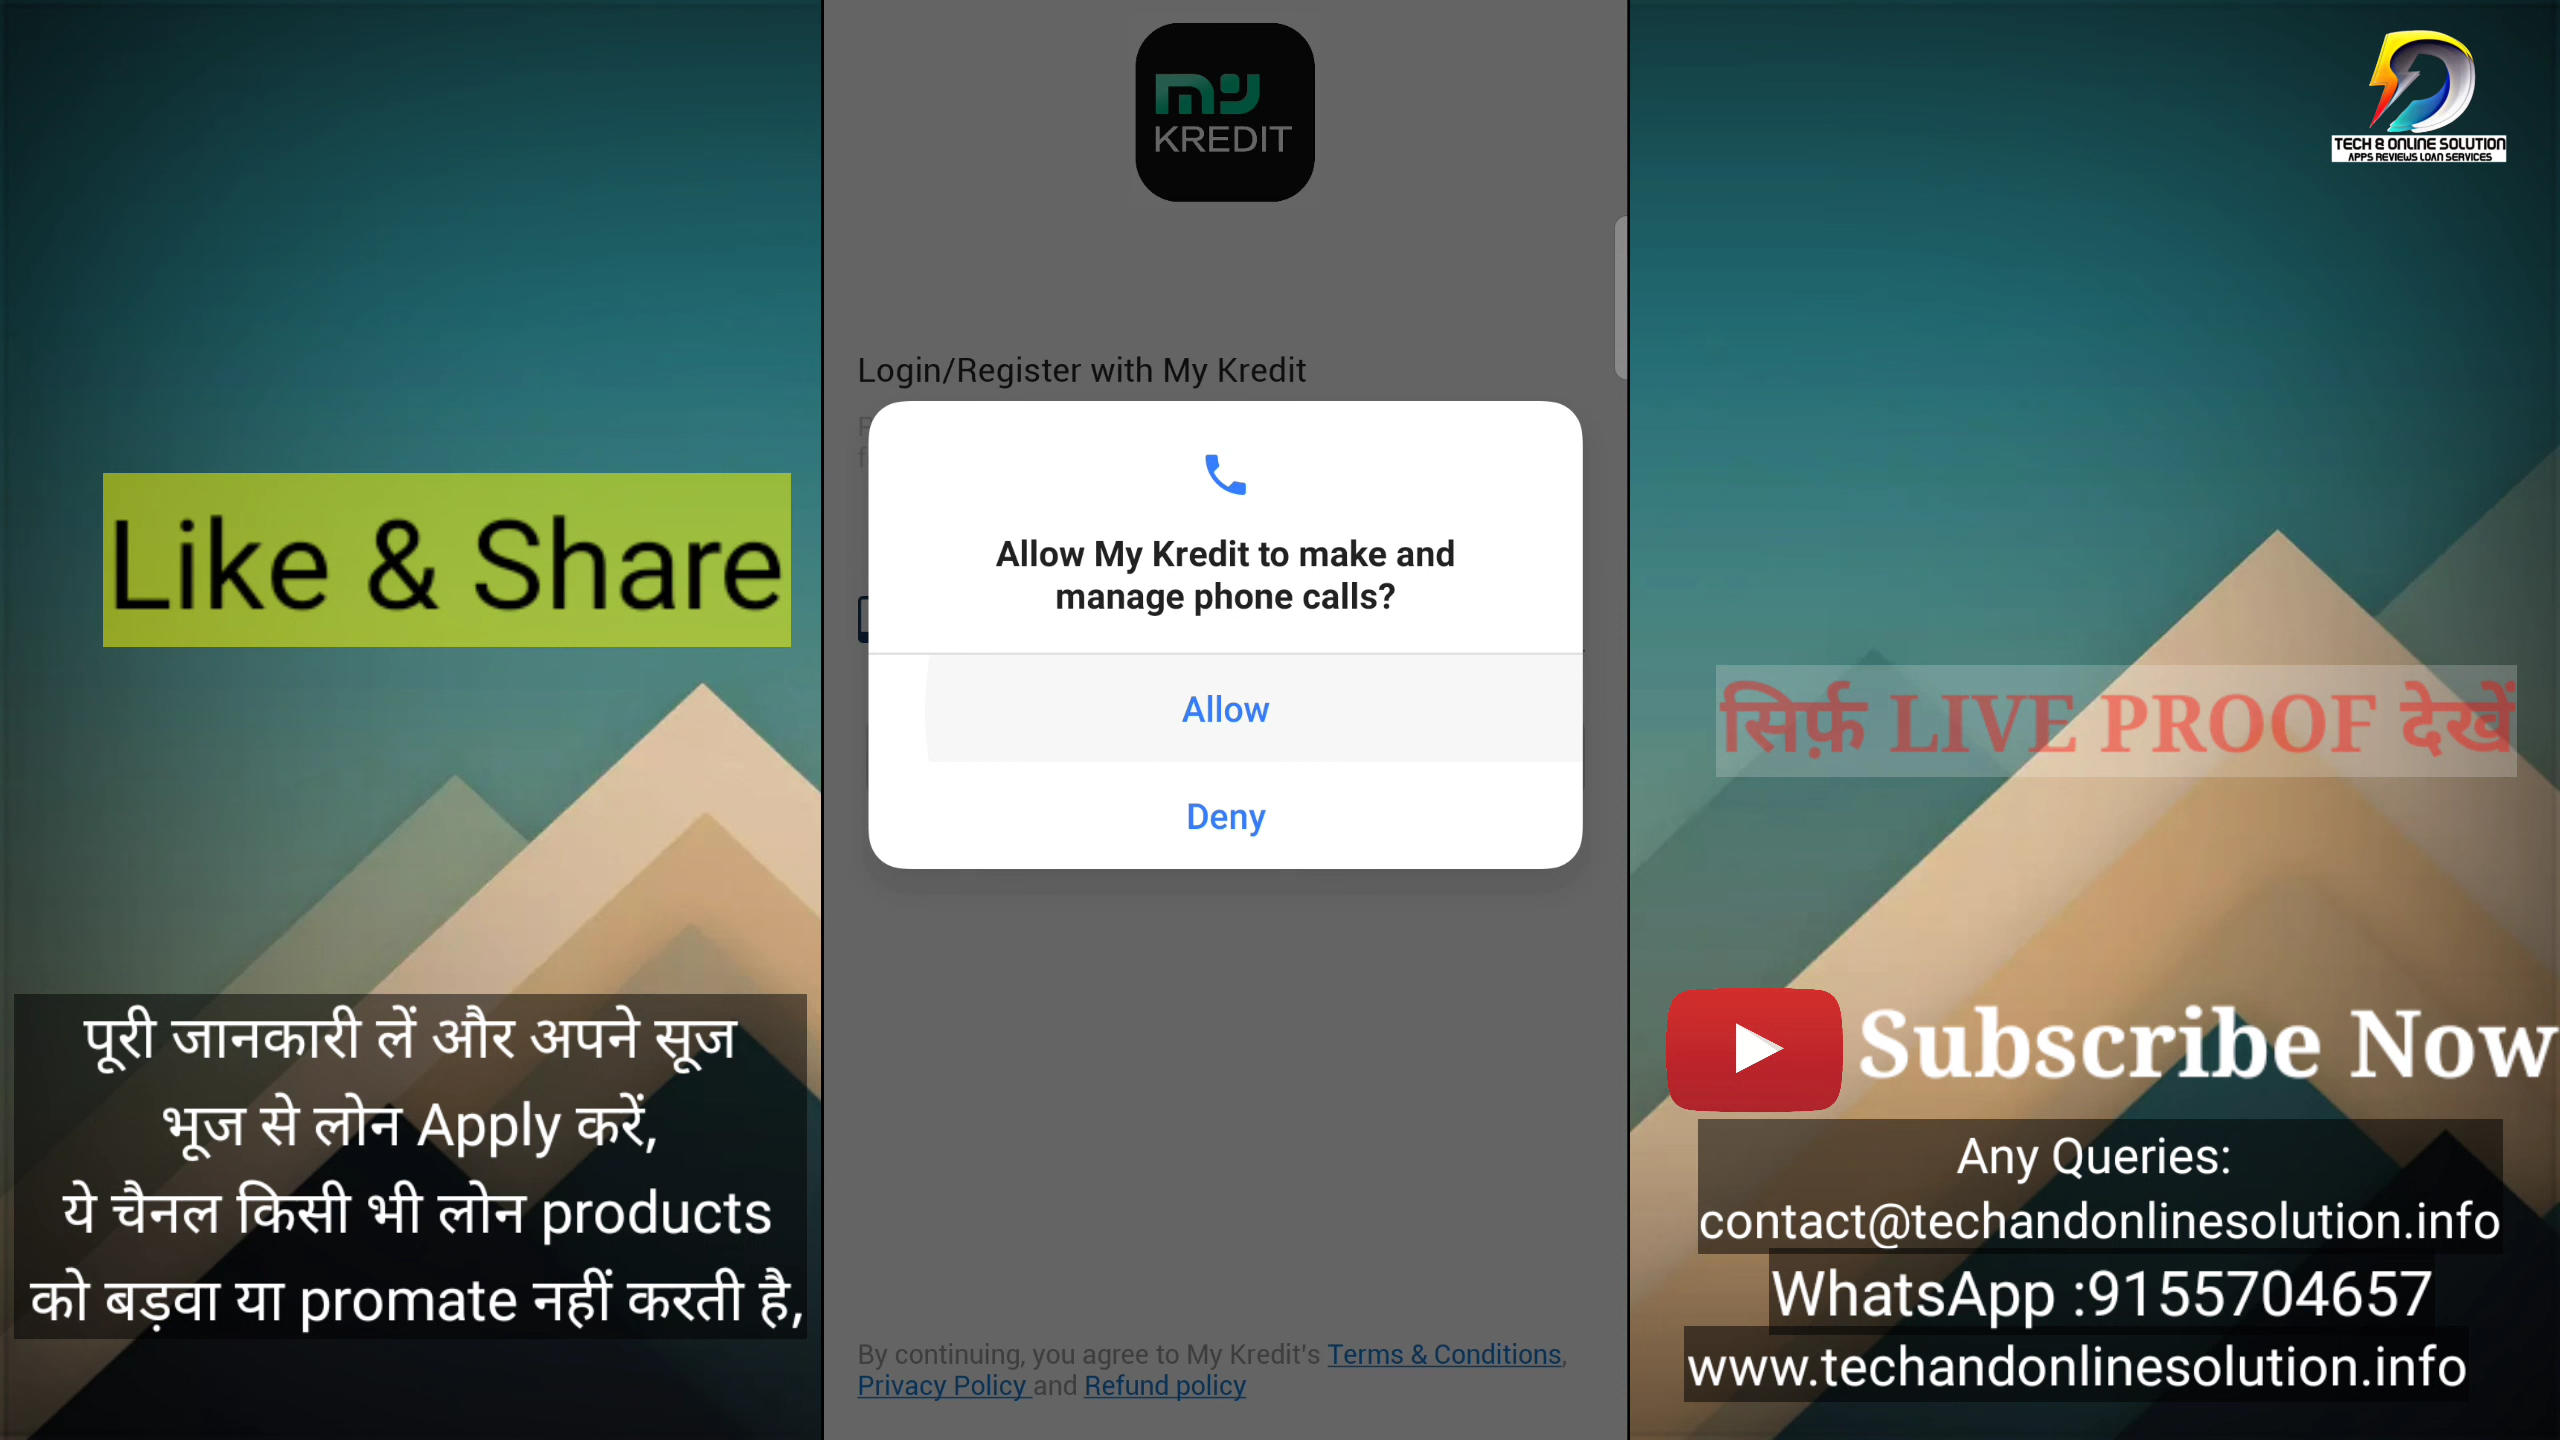 my
KREDIT
Login/Register with My Kredit
Allow My Kredit to make and
manage phone calls?
Allow
Deny
By continuing, you agree to My Kredit's Terms & Conditions,
Privacy Policy and Refund policy
Like & Share
पूरी जानकारी लें और अपने सूज
भूज से लोन Apply करें,
ये चैनल किसी भी लोन products
को बड़वा या promate नहीं करती है,
TECH & ONLINE SOLUTION
APPS REVIEWS LOAN SERVICES
सिर्फ़ LIVE PROOF देखें
Subscribe Now
Any Queries:
contact@techandonlinesolution.info
WhatsApp :9155704657
www.techandonlinesolution.info